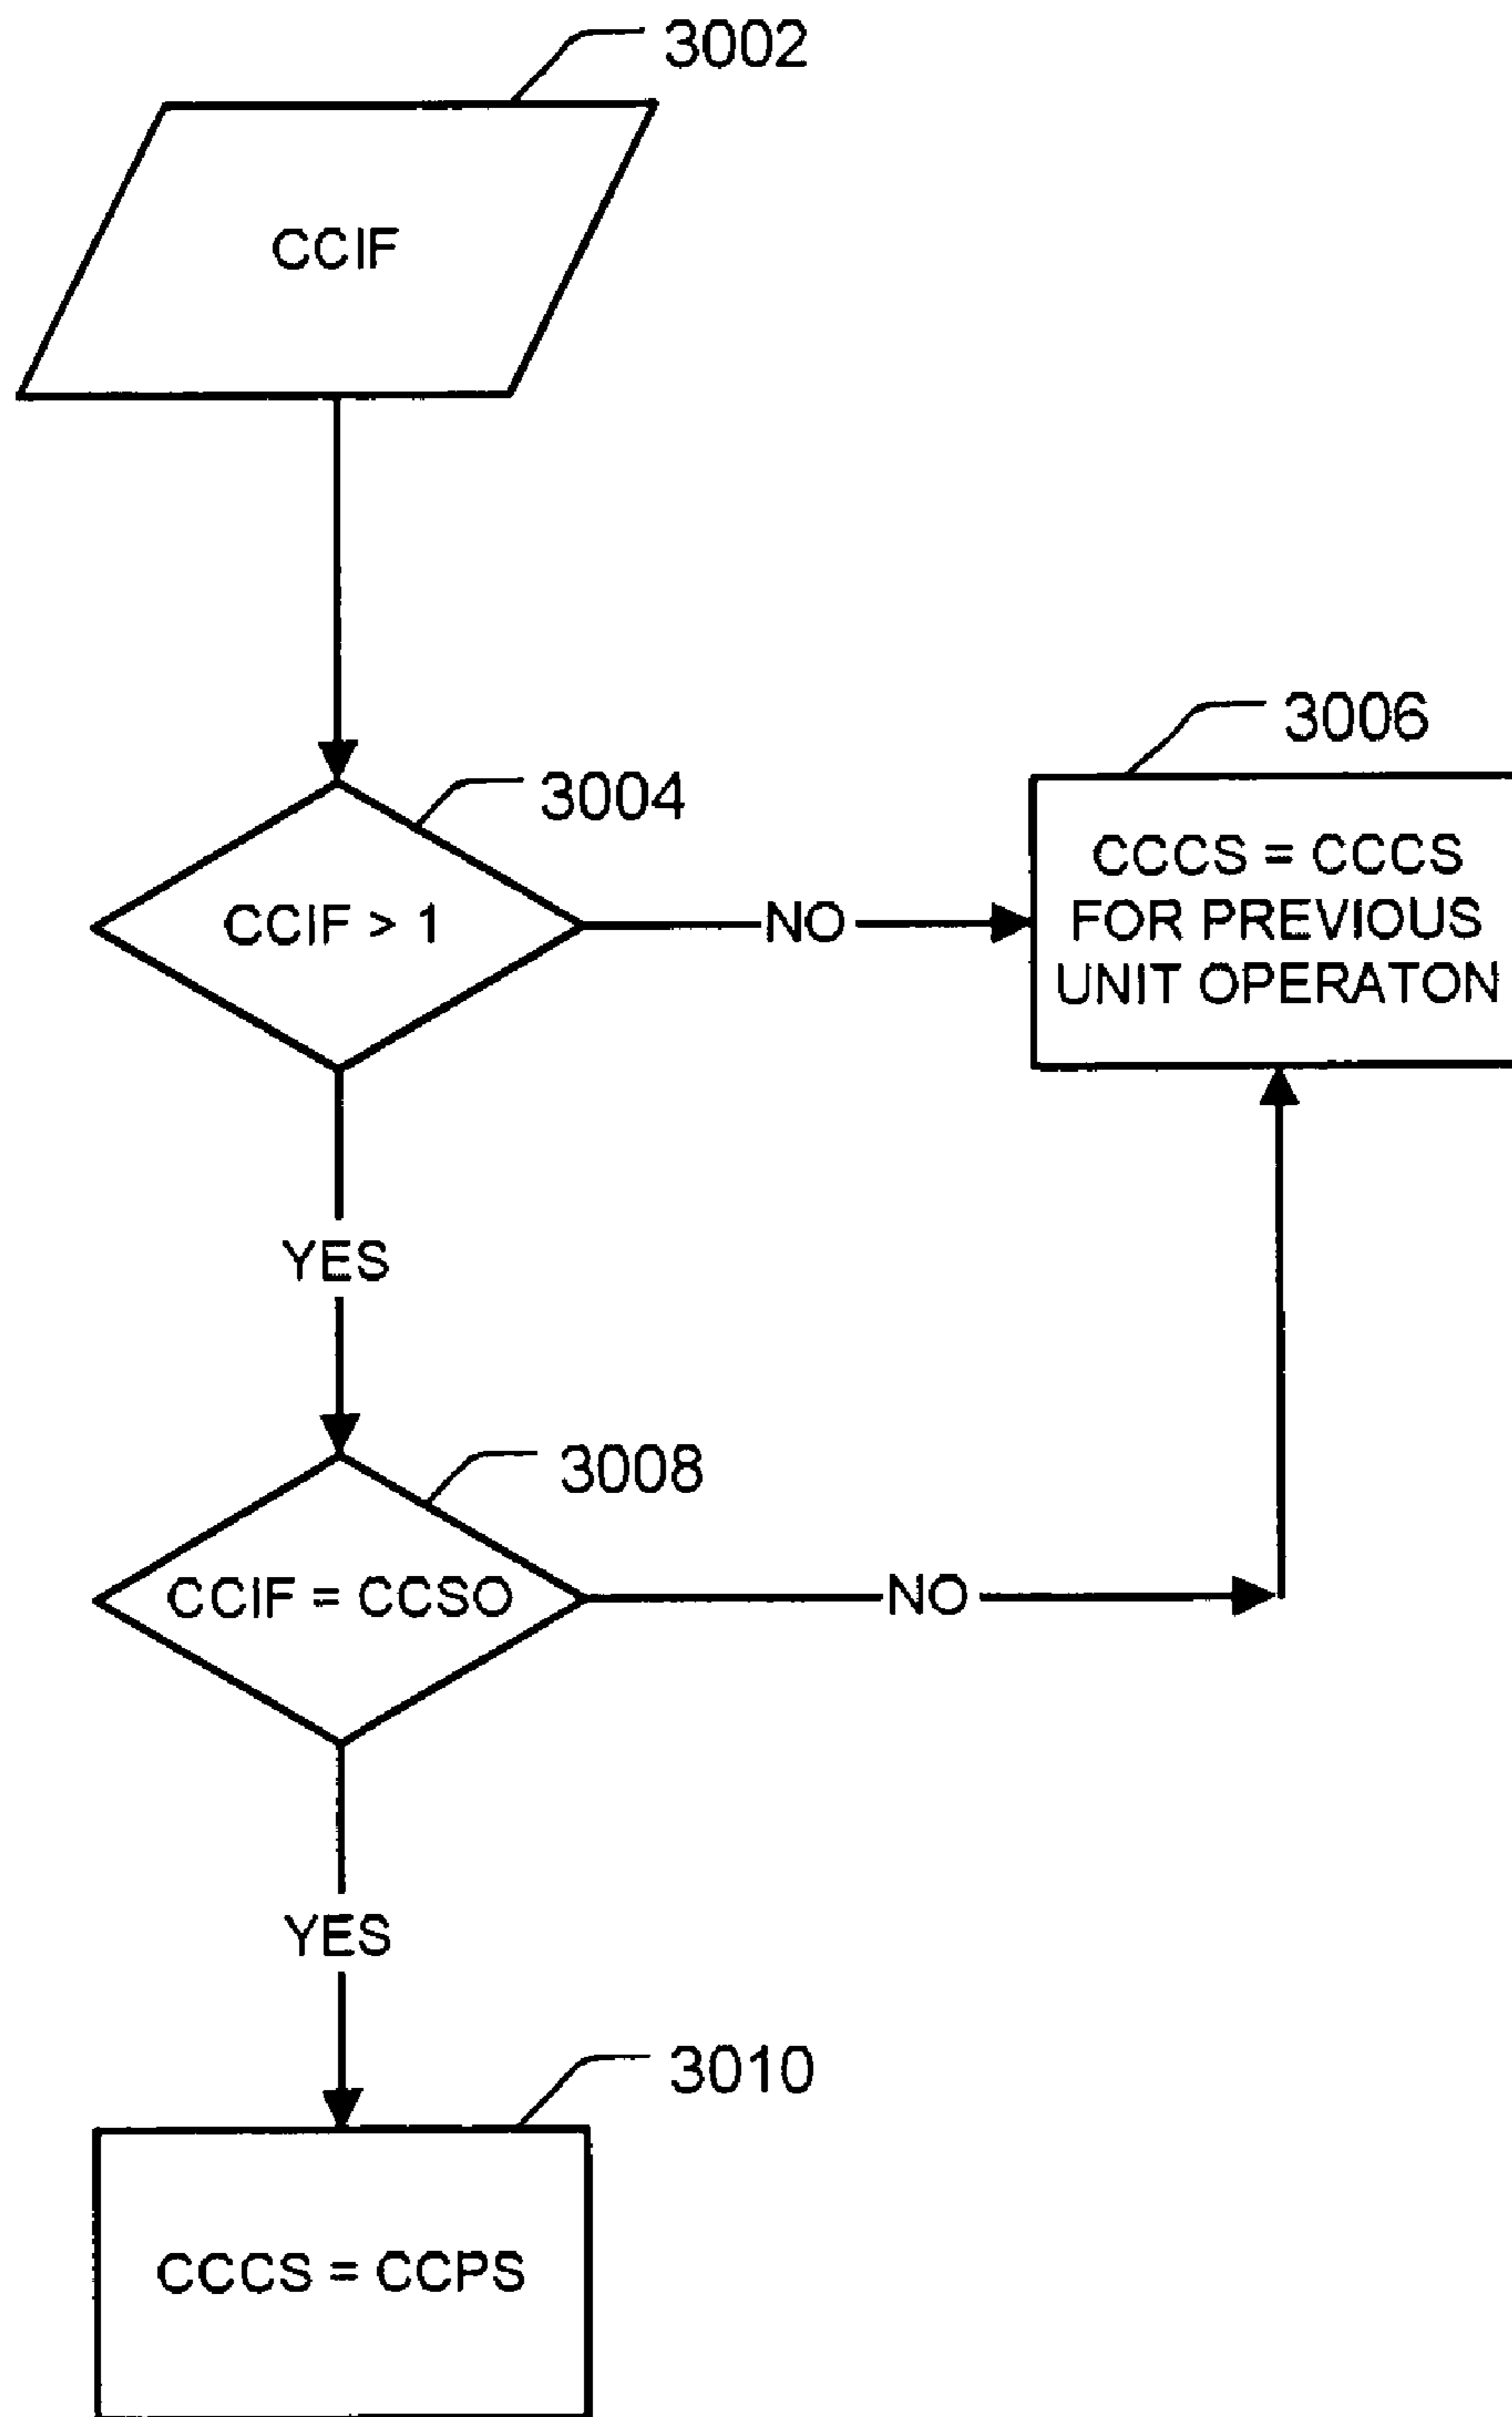 3002
CCIF
3004
CCIF > 1
NO
3006
CCCS = CCCS
FOR PREVIOUS
UNIT OPERATON
YES
3008
CCIF = CCSO
NO
YES
3010
CCCS = CCPS